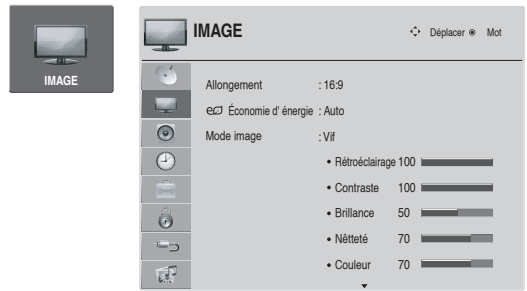 IMAGE
IMAGE
Déplacer Mot
Allongement : 16:9
Économie d' énergie : Auto
Mode image : Vif
• Rétroéclairage 100
• Contraste 100
• Brillance 50
• Nêtteté 70
• Couleur 70